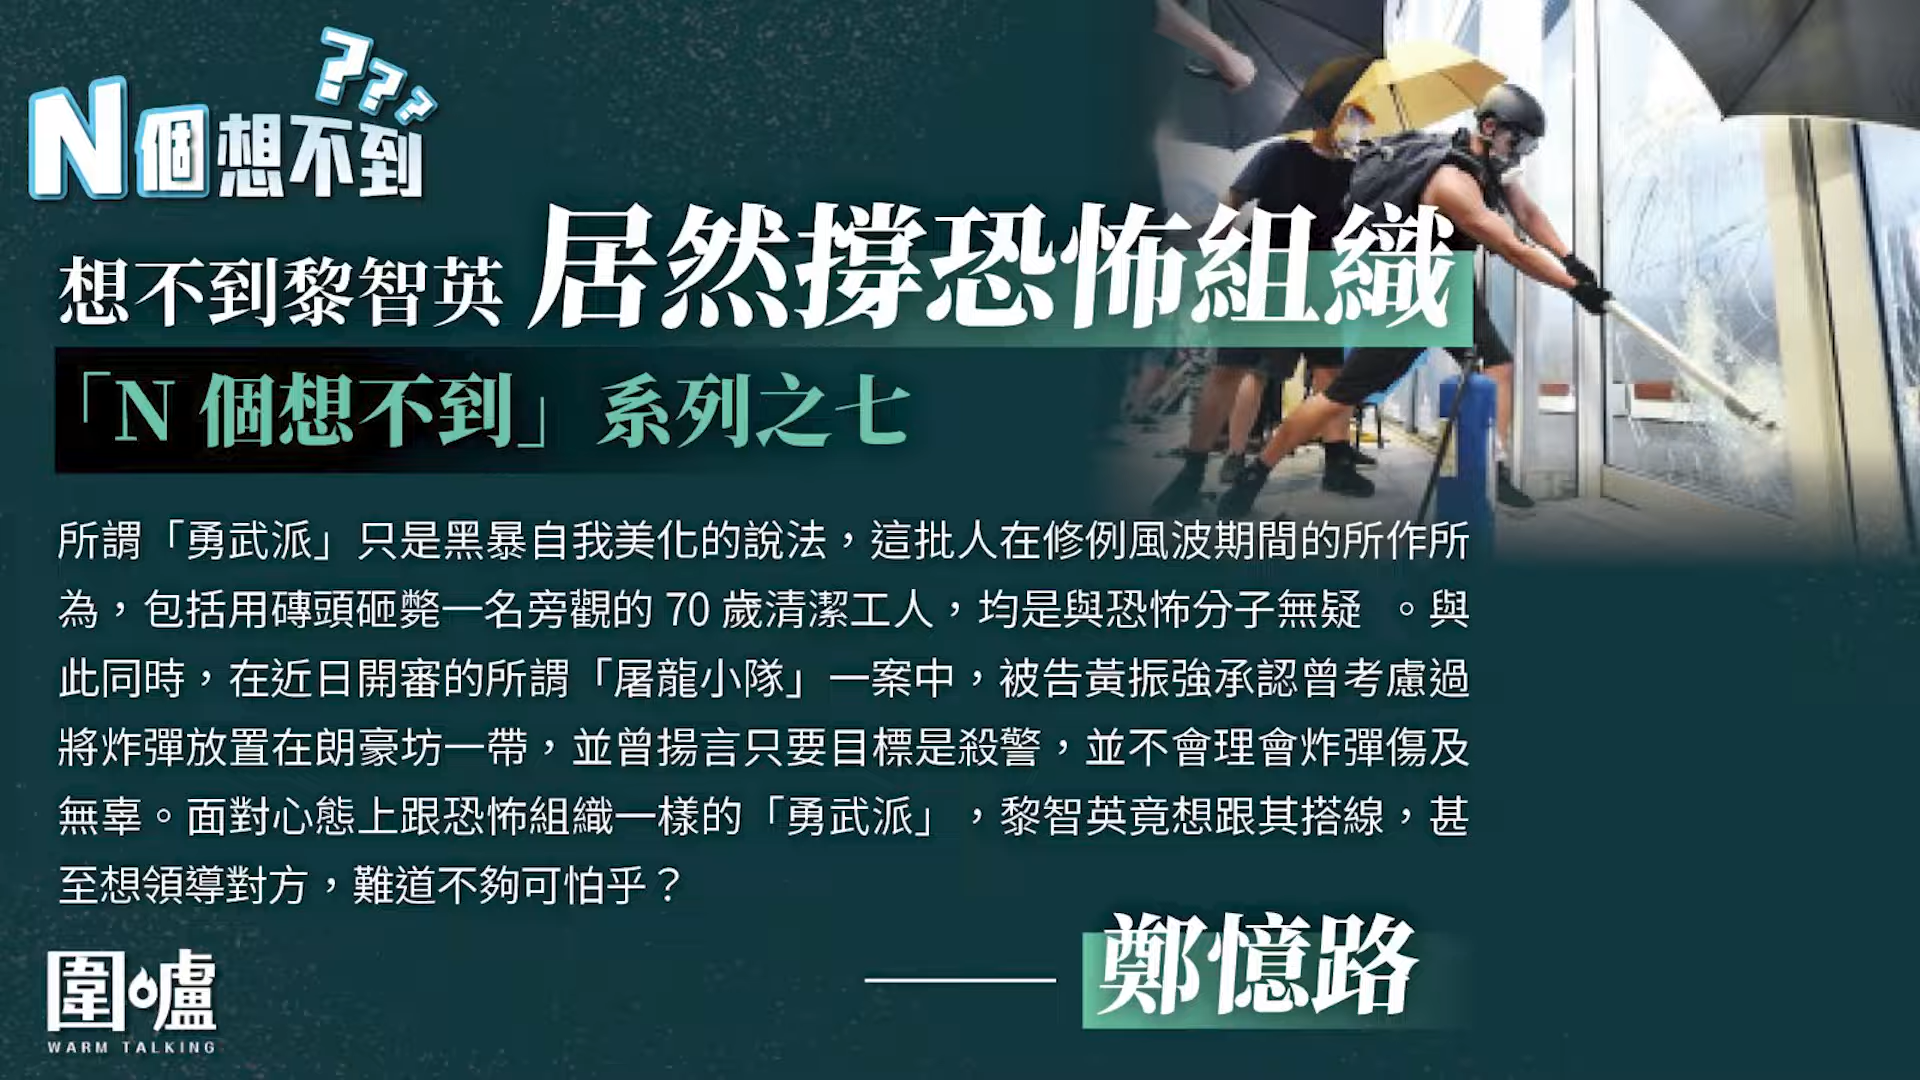 ???
N個想不到
想不到黎智英 居然撐恐怖組織
「N 個想不到」系列之七
所謂「勇武派」只是黑暴自我美化的說法，這批人在修例風波期間的所作所
為，包括用磚頭砸斃一名旁觀的 70 歲清潔工人，均是與恐怖分子無疑 。與
此同時，在近日開審的所謂「屠龍小隊」一案中，被告黃振強承認曾考慮過
將炸彈放置在朗豪坊一帶，並曾揚言只要目標是殺警，並不會理會炸彈傷及
無辜。面對心態上跟恐怖組織一樣的「勇武派」，黎智英竟想跟其搭線，甚
至想領導對方，難道不夠可怕乎？
鄭憶路
圍爐
WARM TALKING